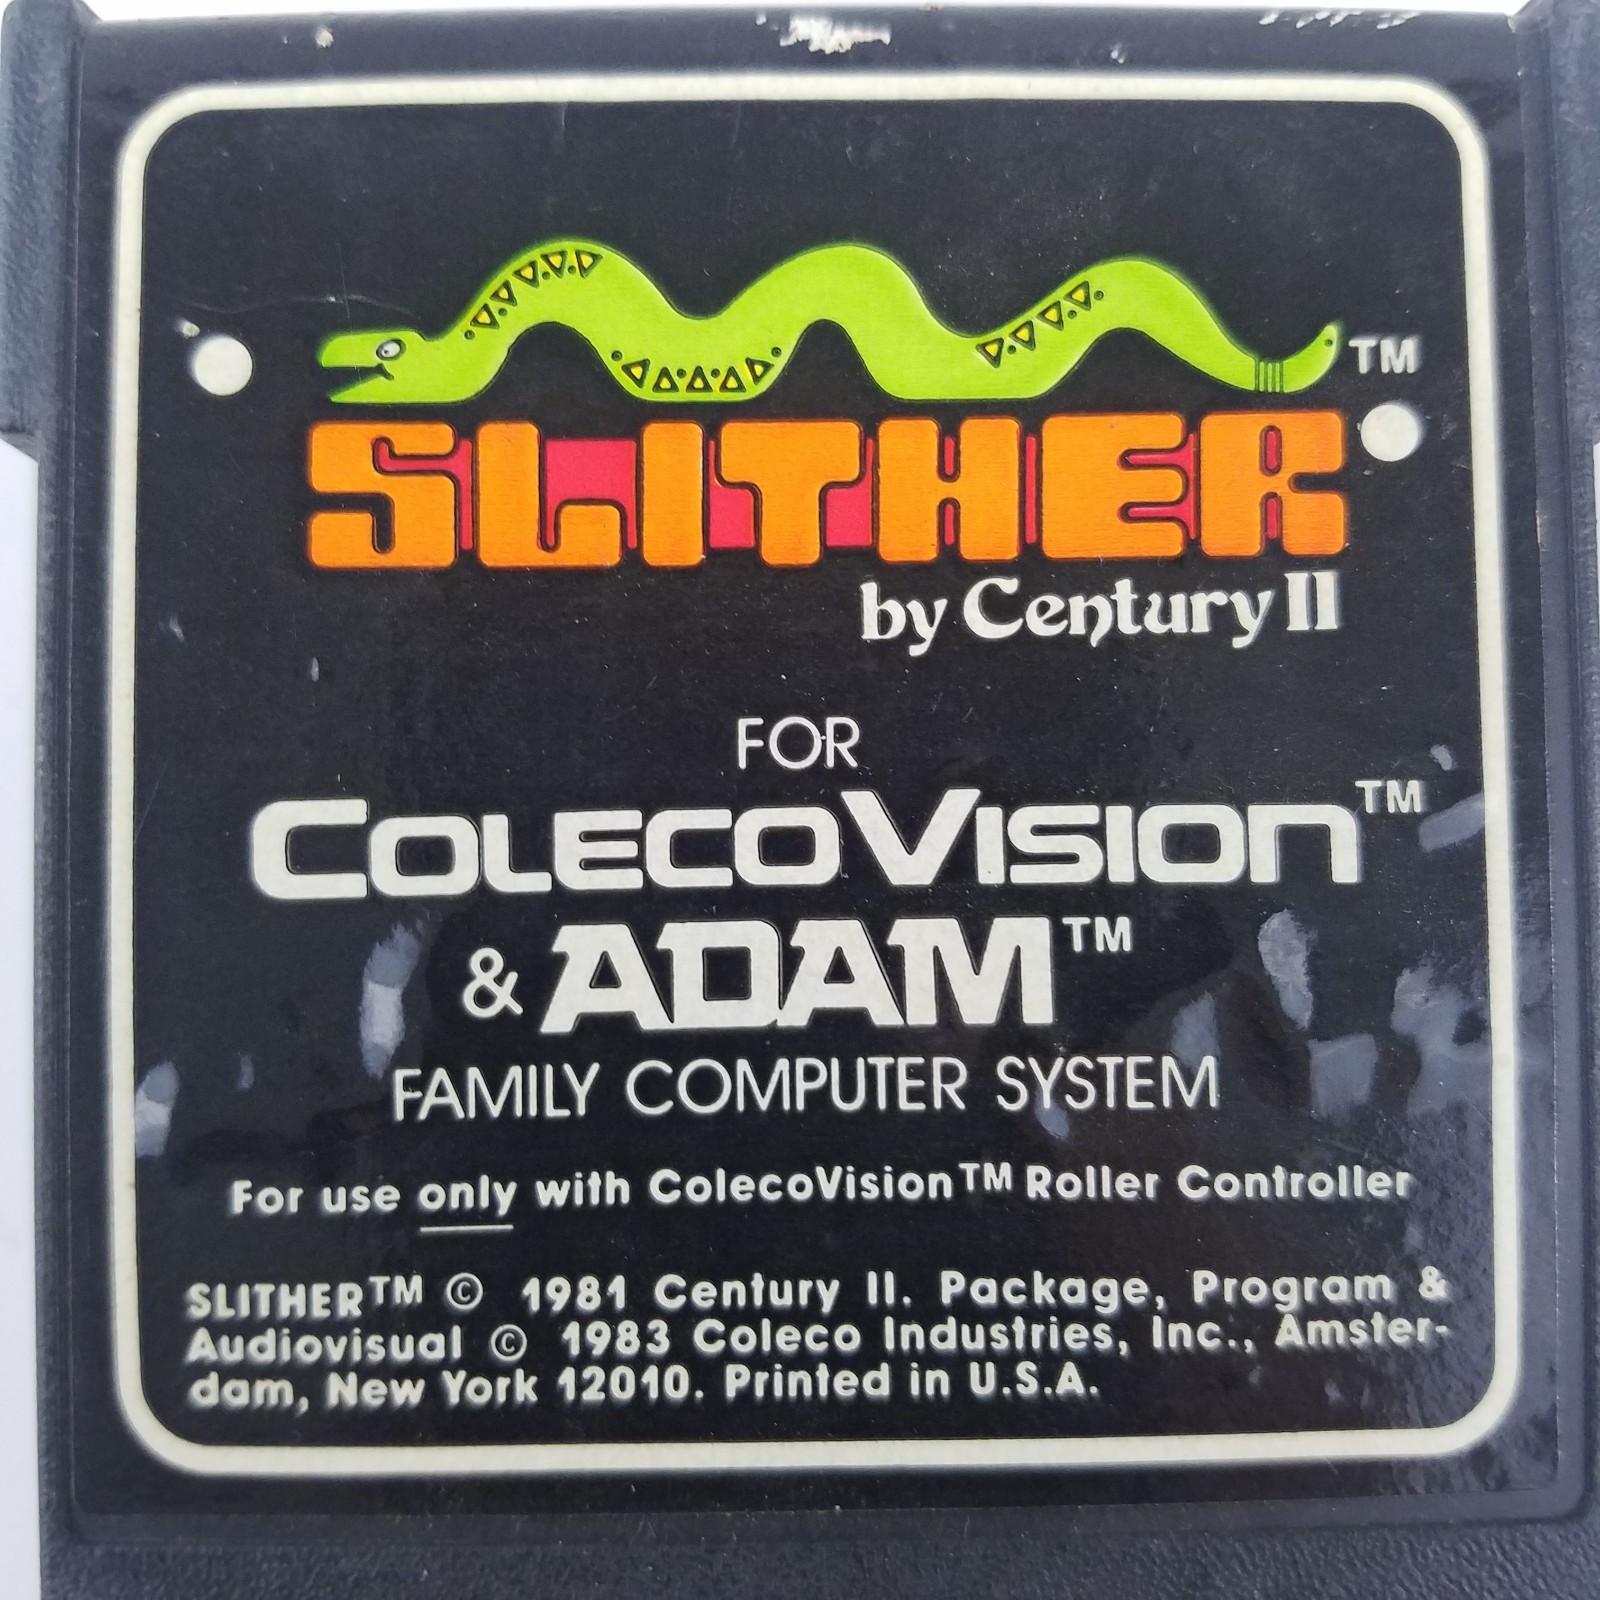 TM
SLITHER
by Century II
FOR
COLECOVISION™
& ADAM™
FAMILY COMPUTER SYSTEM
For use only with ColecoVision™ Roller Controller
SLITHER™ © 1981 Century II. Package, Program &
Audiovisual © 1983 Coleco Industries, Inc., Amster-
dam, New York 12010. Printed in U.S.A.